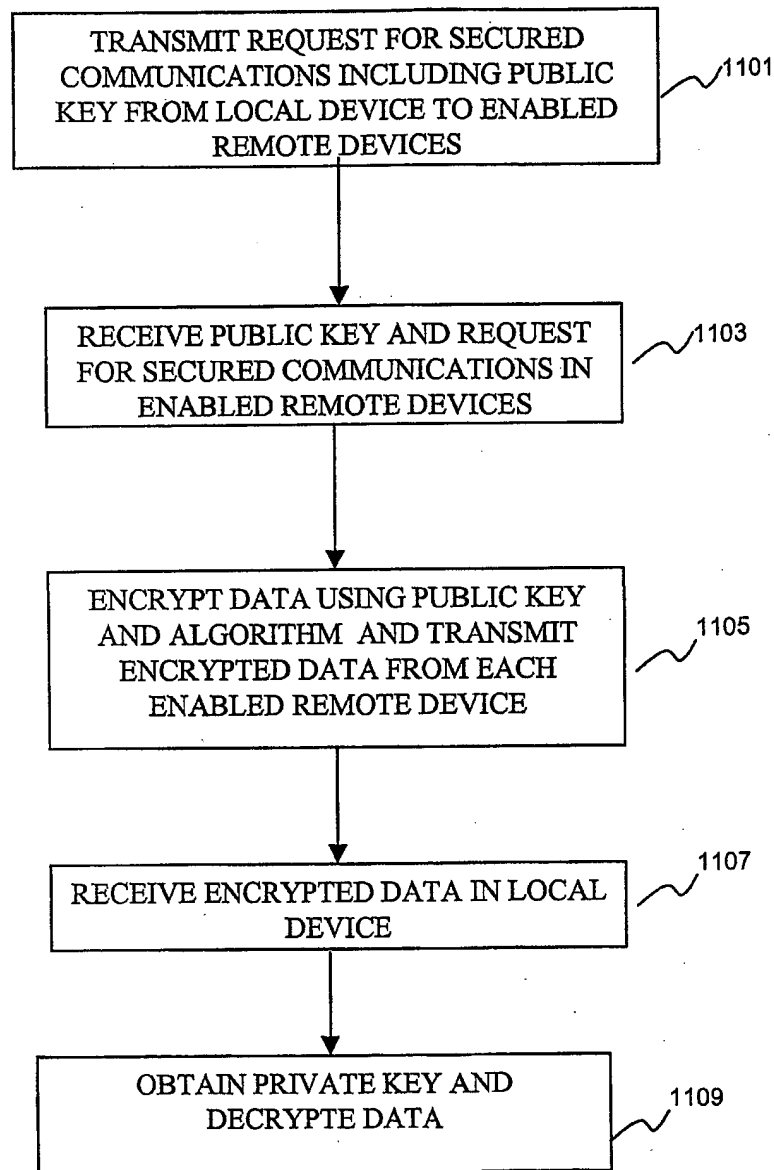 TRANSMIT REQUEST FOR SECURED
COMMUNICATIONS INCLUDING PUBLIC
KEY FROM LOCAL DEVICE TO ENABLED
REMOTE DEVICES
1101
RECEIVE PUBLIC KEY AND REQUEST
FOR SECURED COMMUNICATIONS IN
ENABLED REMOTE DEVICES
1103
ENCRYPT DATA USING PUBLIC KEY
AND ALGORITHM AND TRANSMIT
ENCRYPTED DATA FROM EACH
ENABLED REMOTE DEVICE
1105
RECEIVE ENCRYPTED DATA IN LOCAL
DEVICE
1107
OBTAIN PRIVATE KEY AND
DECRYPTE DATA
1109